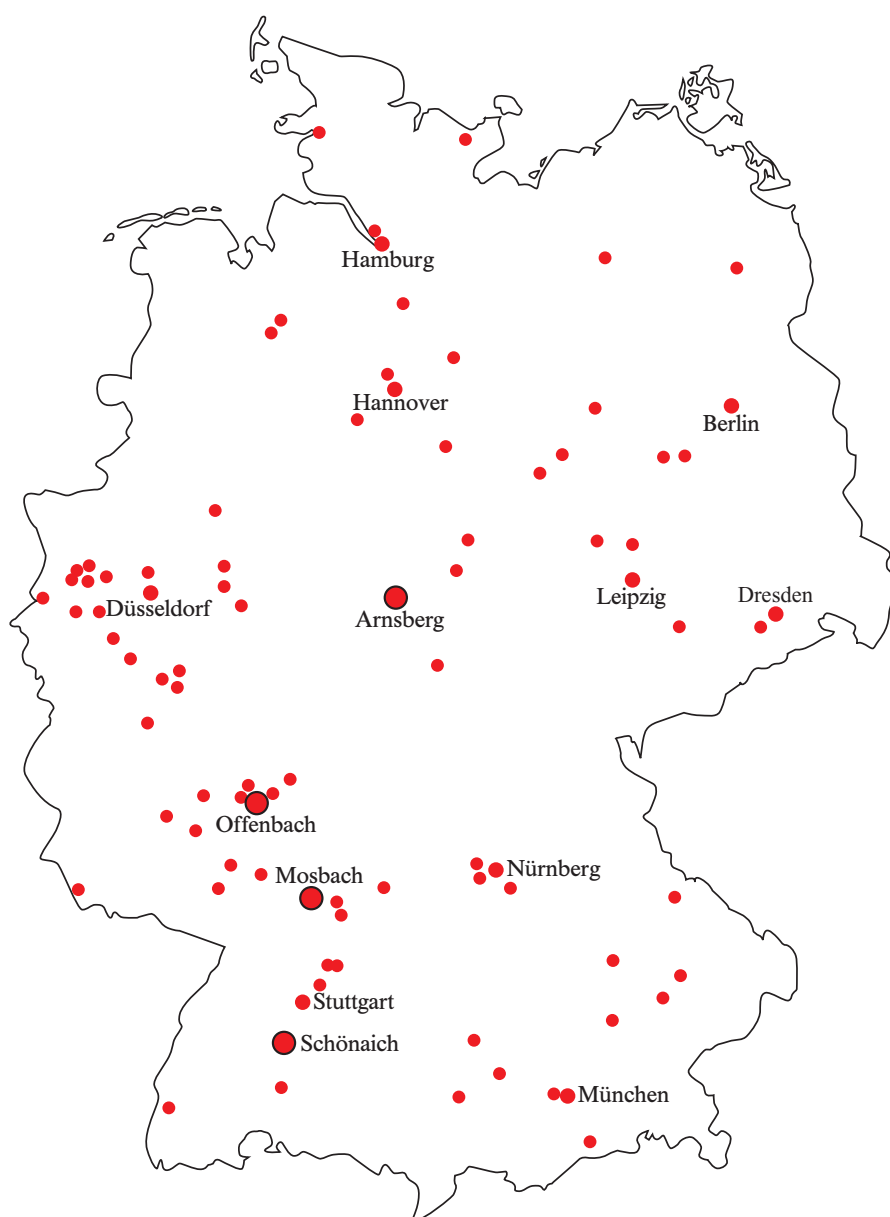 Hamburg
Hannover
Berlin
Düsseldorf
Arnsberg
Leipzig
Dresden
Offenbach
Mosbach
Nürnberg
Stuttgart
Schönaich
München